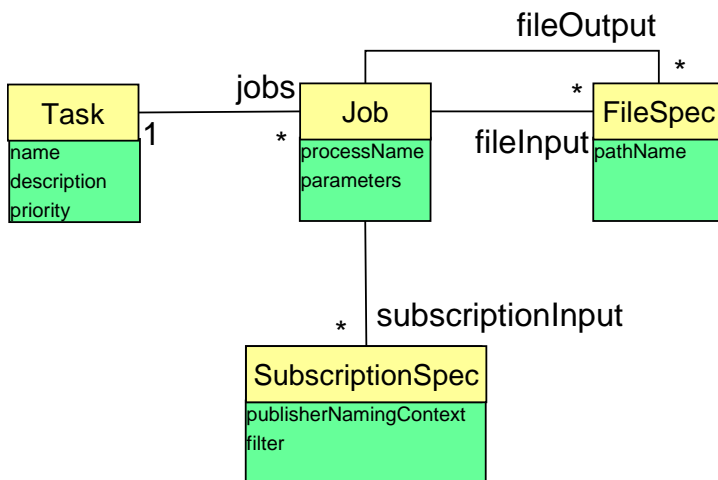 fileOutput
*
jobs
Task
Job
*
FileSpec
1
*
fileInput
name
description
priority
processName
parameters
pathName
*
subscriptionInput
SubscriptionSpec
publisherNamingContext
filter